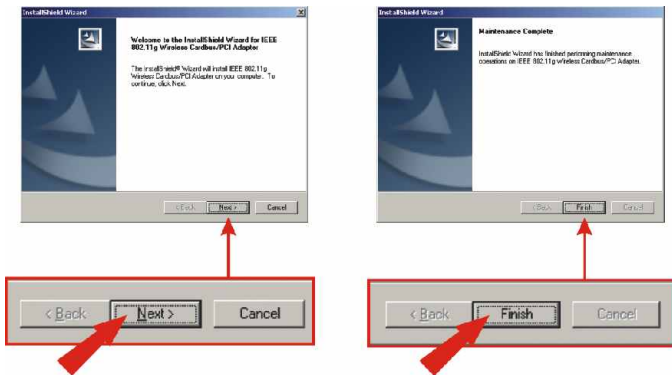 InstallShield Wizard
Welcome to the InstallShield Wizard for IEEE
802.11g Wireless Cardbus/PCI Adapter
The InstallShield® Wizard will install IEEE 802.11g
Wireless Cardbus/PCI Adapter on your computer. To
continue, click Next.
< Back Next > Cancel
< Back Next > Cancel
InstallShield Wizard
Maintenance Complete
InstallShield Wizard has finished performing maintenance
operations on IEEE 802.11g Wireless Cardbus/PCI Adapter.
< Back Finish Cancel
< Back Finish Cancel